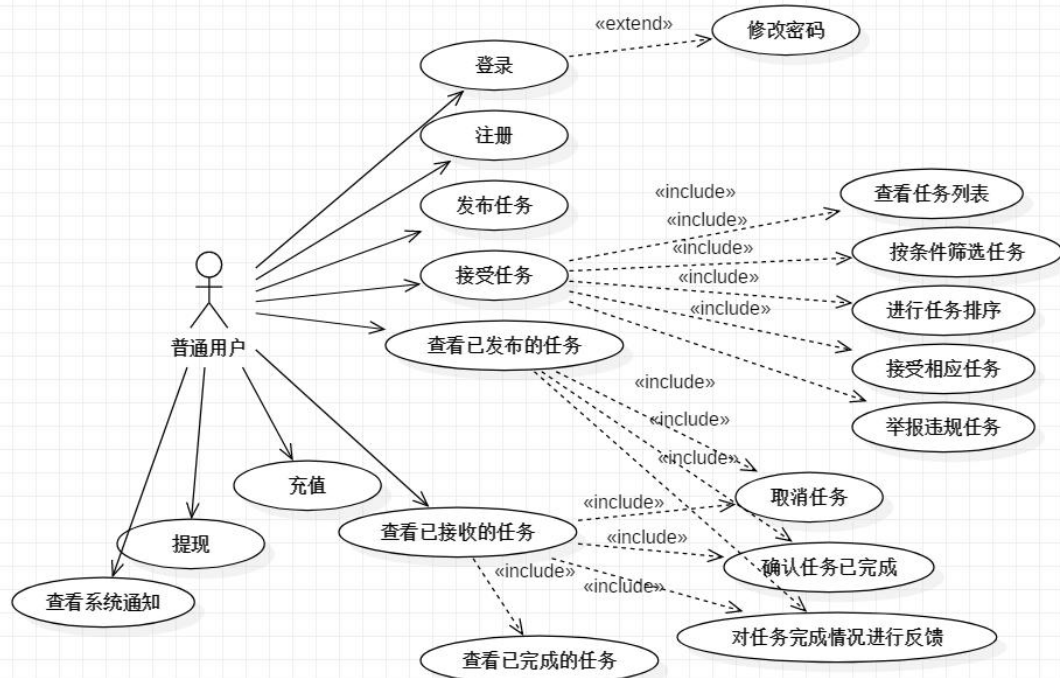 «extend»
修改密码
登录
注册
发布任务
接受任务
«include»
查看任务列表
«include»
按条件筛选任务
«include»
进行任务排序
«include»
接受相应任务
«include»
举报违规任务
普通用户
查看已发布的任务
«include»
取消任务
«include»
确认任务已完成
«include»
对任务完成情况进行反馈
充值
查看已接收的任务
«include»
«include»
«include»
«include»
提现
查看系统通知
查看已完成的任务